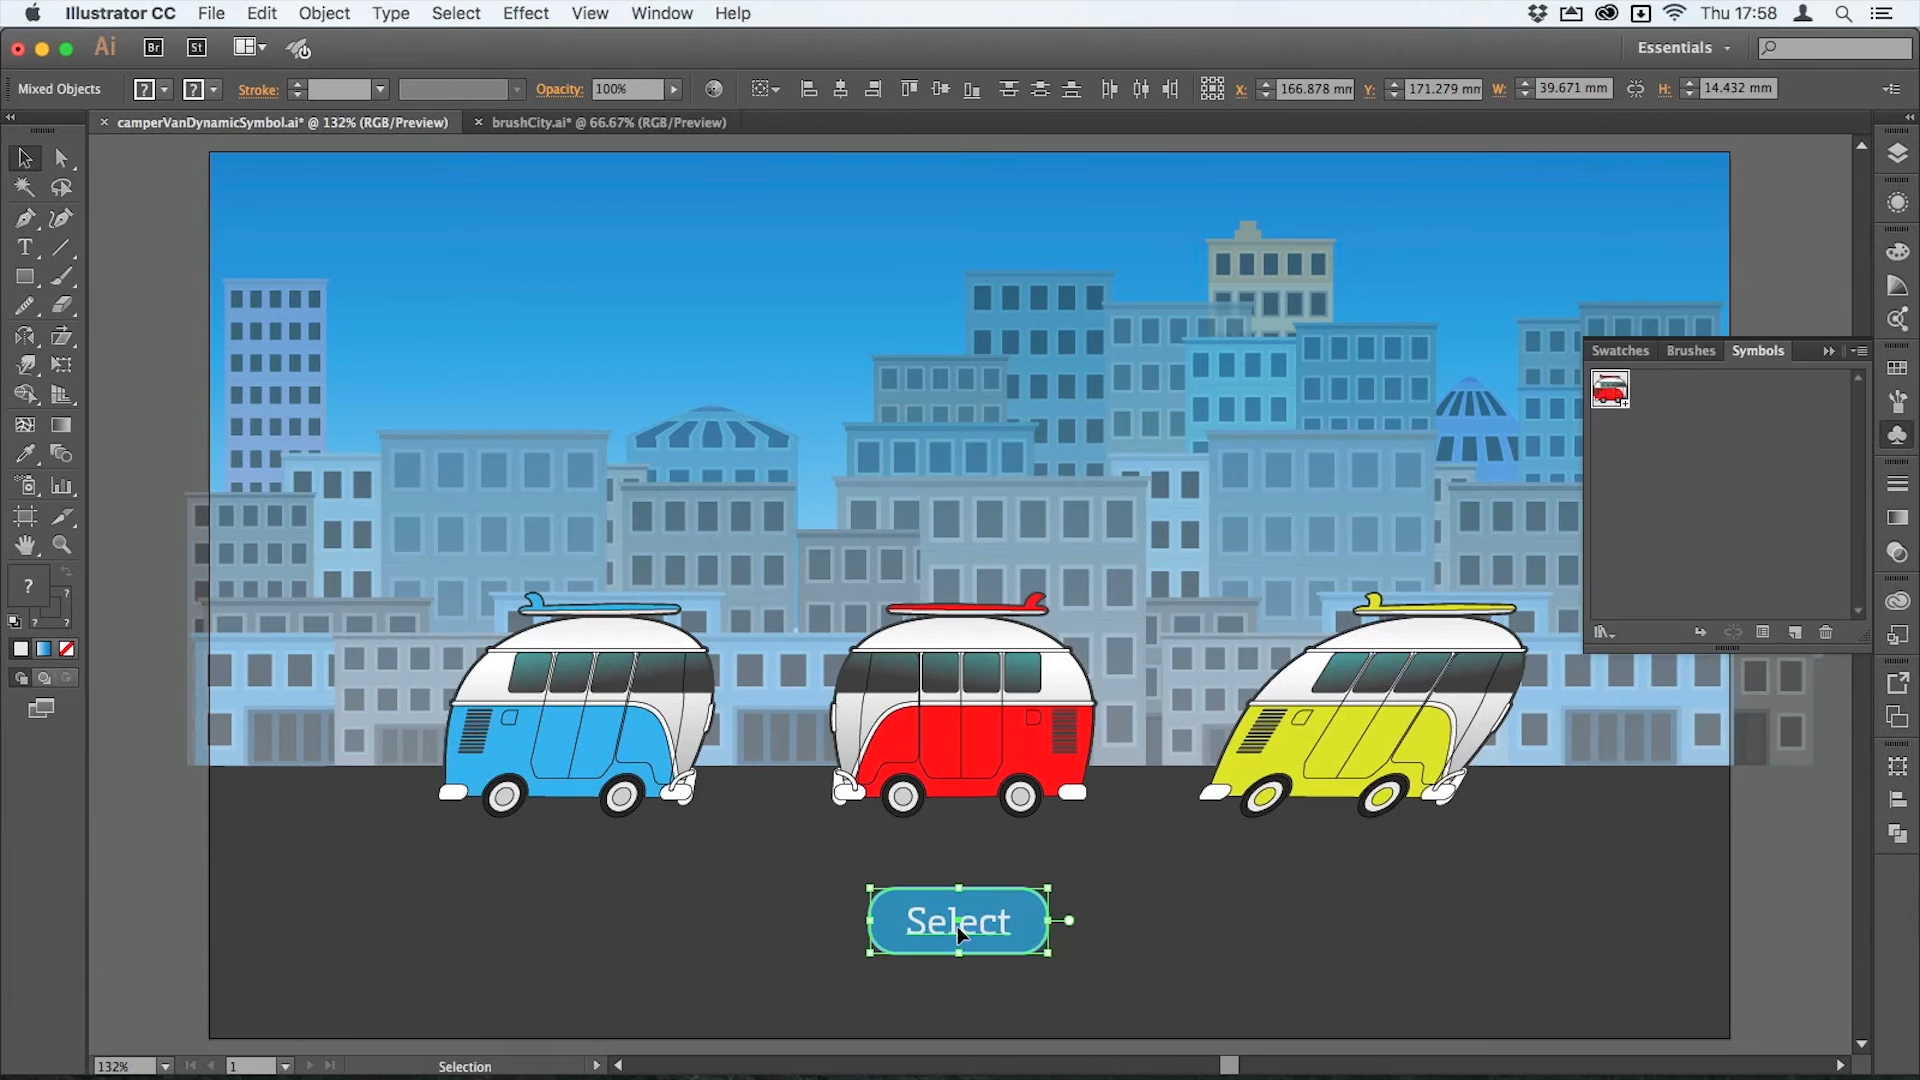 Illustrator CC File Edit Object Type Select Effect View Window Help Thu 17:58
Ai Br St Essentials
Mixed Objects ? ? Stroke: Opacity: 100% X: 166.878 mm Y: 171.279 mm W: 39.671 mm H: 14.432 mm
× camperVanDynamicSymbol.ai* @ 132% (RGB/Preview) × brushCity.ai* @ 66.67% (RGB/Preview)
T
Swatches Brushes Symbols
?
?
? ?
Select
132% 1 Selection